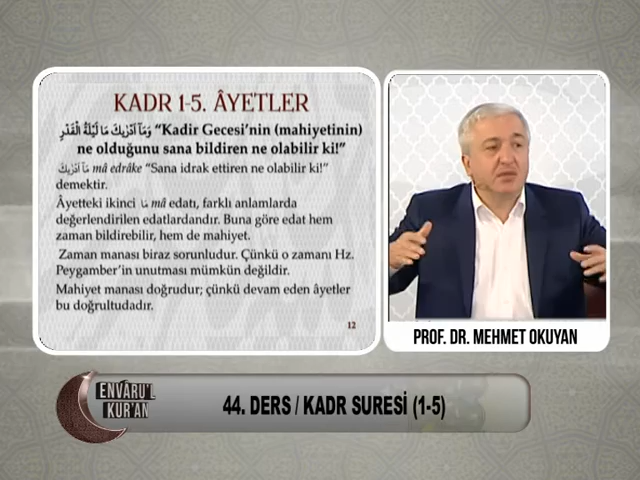 KADR 1-5. ÂYETLER
وَمَآ اَدْرٰيكَ مَا لَيْلَةُ الْقَدْرِ “Kadir Gecesi’nin (mahiyetinin)
ne olduğunu sana bildiren ne olabilir ki!”
مَآ اَدْرٰيكَ mâ edrâke “Sana idrak ettiren ne olabilir ki!”
demektir.
Âyetteki ikinci مَا mâ edatı, farklı anlamlarda
değerlendirilen edatlardandır. Buna göre edat hem
zaman bildirebilir, hem de mahiyet.
Zaman manası biraz sorunludur. Çünkü o zamanı Hz.
Peygamber’in unutması mümkün değildir.
Mahiyet manası doğrudur; çünkü devam eden âyetler
bu doğrultudadır.
12
PROF. DR. MEHMET OKUYAN
ENVÂRU'L
KUR'AN
44. DERS / KADR SURESİ (1-5)